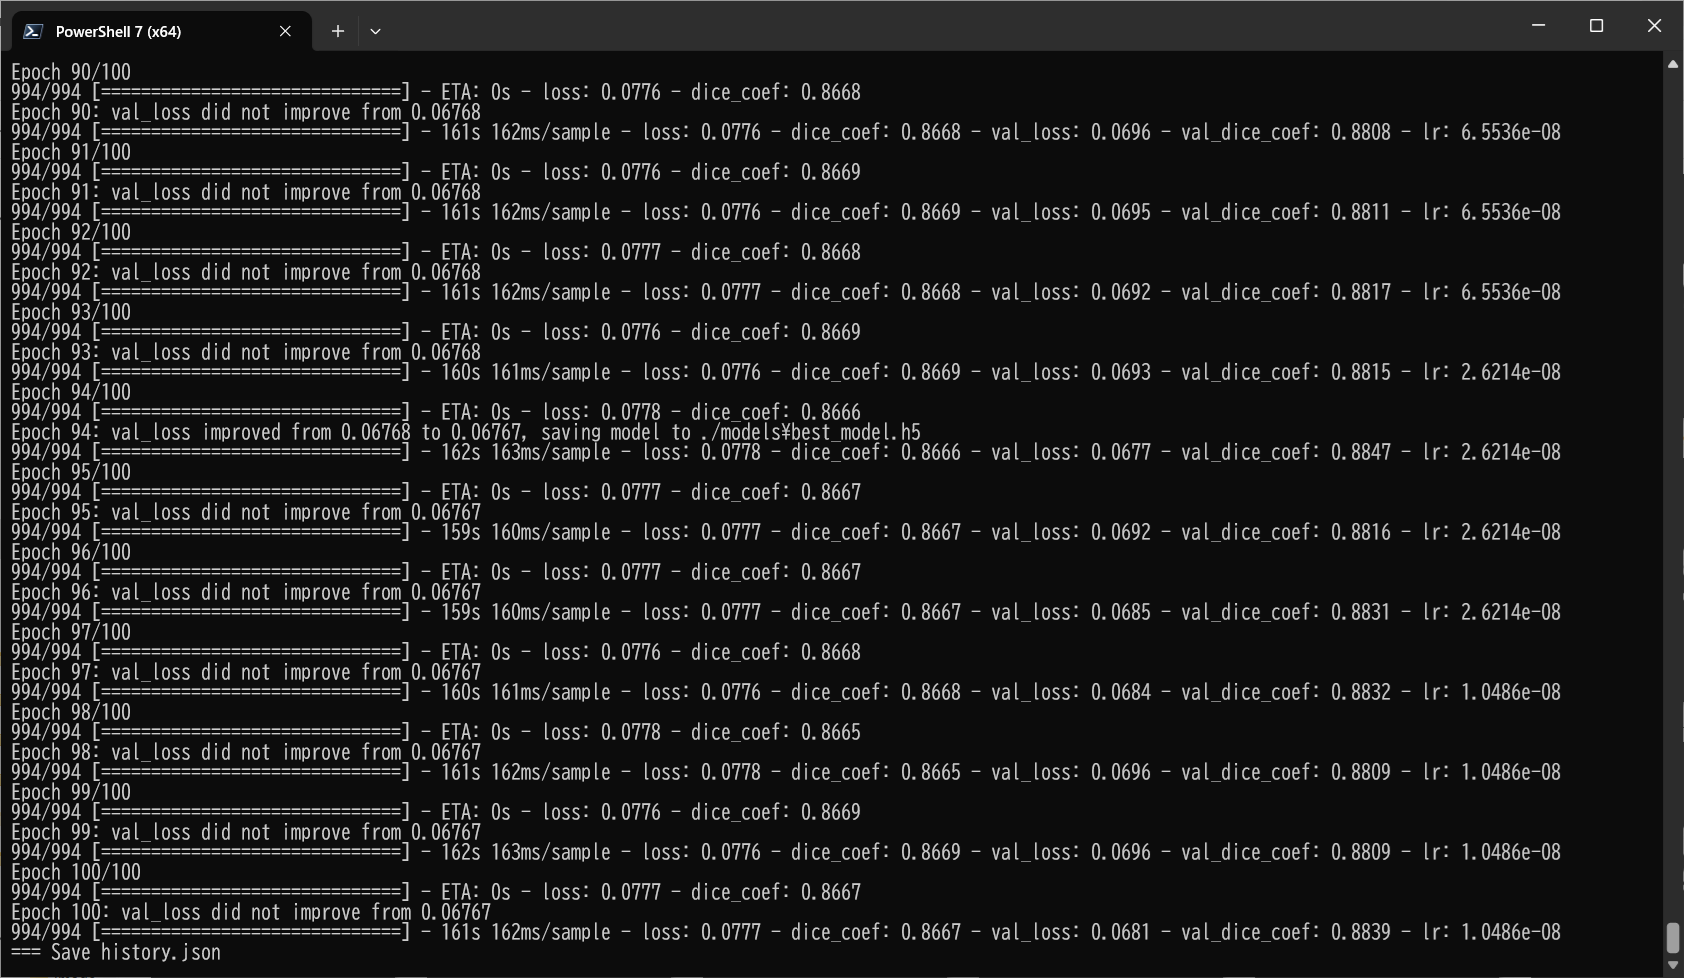 PowerShell 7 (x64)
Epoch 90/100
994/994 [==============================] - ETA: 0s - loss: 0.0776 - dice_coef: 0.8668
Epoch 90: val_loss did not improve from 0.06768
994/994 [==============================] - 161s 162ms/sample - loss: 0.0776 - dice_coef: 0.8668 - val_loss: 0.0696 - val_dice_coef: 0.8808 - lr: 6.5536e-08
Epoch 91/100
994/994 [==============================] - ETA: 0s - loss: 0.0776 - dice_coef: 0.8669
Epoch 91: val_loss did not improve from 0.06768
994/994 [==============================] - 161s 162ms/sample - loss: 0.0776 - dice_coef: 0.8669 - val_loss: 0.0695 - val_dice_coef: 0.8811 - lr: 6.5536e-08
Epoch 92/100
994/994 [==============================] - ETA: 0s - loss: 0.0777 - dice_coef: 0.8668
Epoch 92: val_loss did not improve from 0.06768
994/994 [==============================] - 161s 162ms/sample - loss: 0.0777 - dice_coef: 0.8668 - val_loss: 0.0692 - val_dice_coef: 0.8817 - lr: 6.5536e-08
Epoch 93/100
994/994 [==============================] - ETA: 0s - loss: 0.0776 - dice_coef: 0.8669
Epoch 93: val_loss did not improve from 0.06768
994/994 [==============================] - 160s 161ms/sample - loss: 0.0776 - dice_coef: 0.8669 - val_loss: 0.0693 - val_dice_coef: 0.8815 - lr: 2.6214e-08
Epoch 94/100
994/994 [==============================] - ETA: 0s - loss: 0.0778 - dice_coef: 0.8666
Epoch 94: val_loss improved from 0.06768 to 0.06767, saving model to ./models¥best_model.h5
994/994 [==============================] - 162s 163ms/sample - loss: 0.0778 - dice_coef: 0.8666 - val_loss: 0.0677 - val_dice_coef: 0.8847 - lr: 2.6214e-08
Epoch 95/100
994/994 [==============================] - ETA: 0s - loss: 0.0777 - dice_coef: 0.8667
Epoch 95: val_loss did not improve from 0.06767
994/994 [==============================] - 159s 160ms/sample - loss: 0.0777 - dice_coef: 0.8667 - val_loss: 0.0692 - val_dice_coef: 0.8816 - lr: 2.6214e-08
Epoch 96/100
994/994 [==============================] - ETA: 0s - loss: 0.0777 - dice_coef: 0.8667
Epoch 96: val_loss did not improve from 0.06767
994/994 [==============================] - 159s 160ms/sample - loss: 0.0777 - dice_coef: 0.8667 - val_loss: 0.0685 - val_dice_coef: 0.8831 - lr: 2.6214e-08
Epoch 97/100
994/994 [==============================] - ETA: 0s - loss: 0.0776 - dice_coef: 0.8668
Epoch 97: val_loss did not improve from 0.06767
994/994 [==============================] - 160s 161ms/sample - loss: 0.0776 - dice_coef: 0.8668 - val_loss: 0.0684 - val_dice_coef: 0.8832 - lr: 1.0486e-08
Epoch 98/100
994/994 [==============================] - ETA: 0s - loss: 0.0778 - dice_coef: 0.8665
Epoch 98: val_loss did not improve from 0.06767
994/994 [==============================] - 161s 162ms/sample - loss: 0.0778 - dice_coef: 0.8665 - val_loss: 0.0696 - val_dice_coef: 0.8809 - lr: 1.0486e-08
Epoch 99/100
994/994 [==============================] - ETA: 0s - loss: 0.0776 - dice_coef: 0.8669
Epoch 99: val_loss did not improve from 0.06767
994/994 [==============================] - 162s 163ms/sample - loss: 0.0776 - dice_coef: 0.8669 - val_loss: 0.0696 - val_dice_coef: 0.8809 - lr: 1.0486e-08
Epoch 100/100
994/994 [==============================] - ETA: 0s - loss: 0.0777 - dice_coef: 0.8667
Epoch 100: val_loss did not improve from 0.06767
994/994 [==============================] - 161s 162ms/sample - loss: 0.0777 - dice_coef: 0.8667 - val_loss: 0.0681 - val_dice_coef: 0.8839 - lr: 1.0486e-08
=== Save history.json